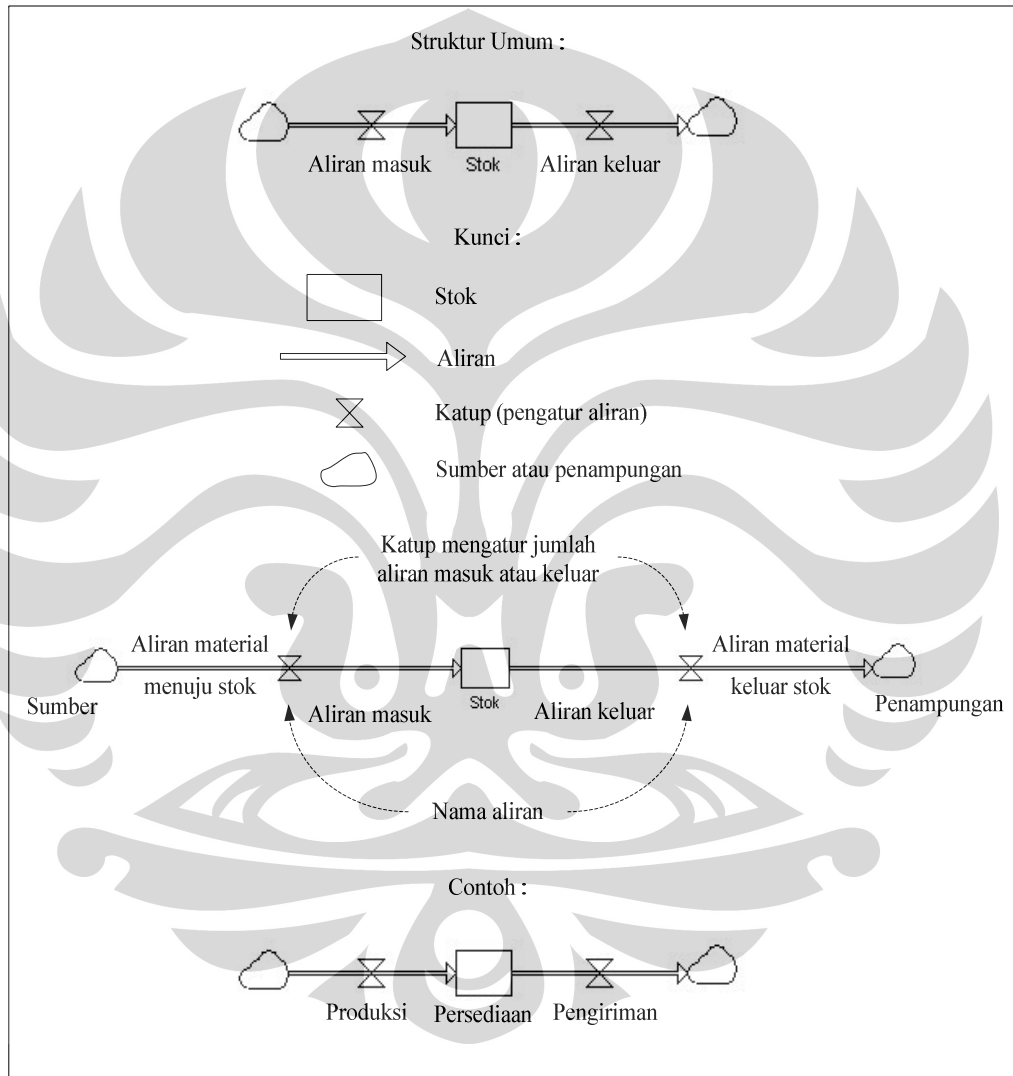 Struktur Umum :
Aliran masuk
Stok
Aliran keluar
Kunci :
Stok
Aliran
Katup (pengatur aliran)
Sumber atau penampungan
Katup mengatur jumlah
aliran masuk atau keluar
Aliran material
menuju stok
Aliran material
keluar stok
Sumber
Aliran masuk
Stok
Aliran keluar
Penampungan
Nama aliran
Contoh :
Produksi
Persediaan
Pengiriman